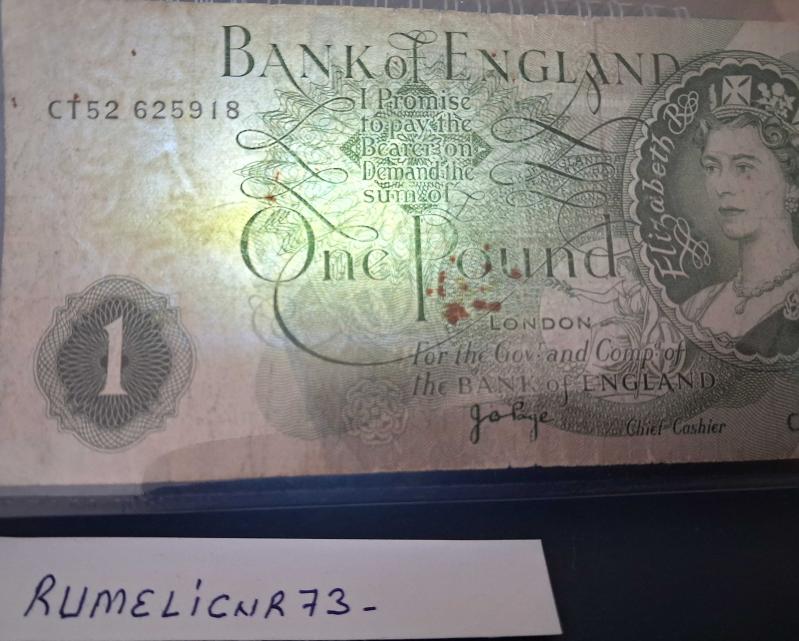 BANK of ENGLAND
CT52 625918
I Promise
to pay the
Bearer on
Demand the
sum of
One Pound
Elizabeth R
LONDON
For the Gov: and Comp: of
the BANK of ENGLAND
Chief Cashier
1
RUMELiCNR73-